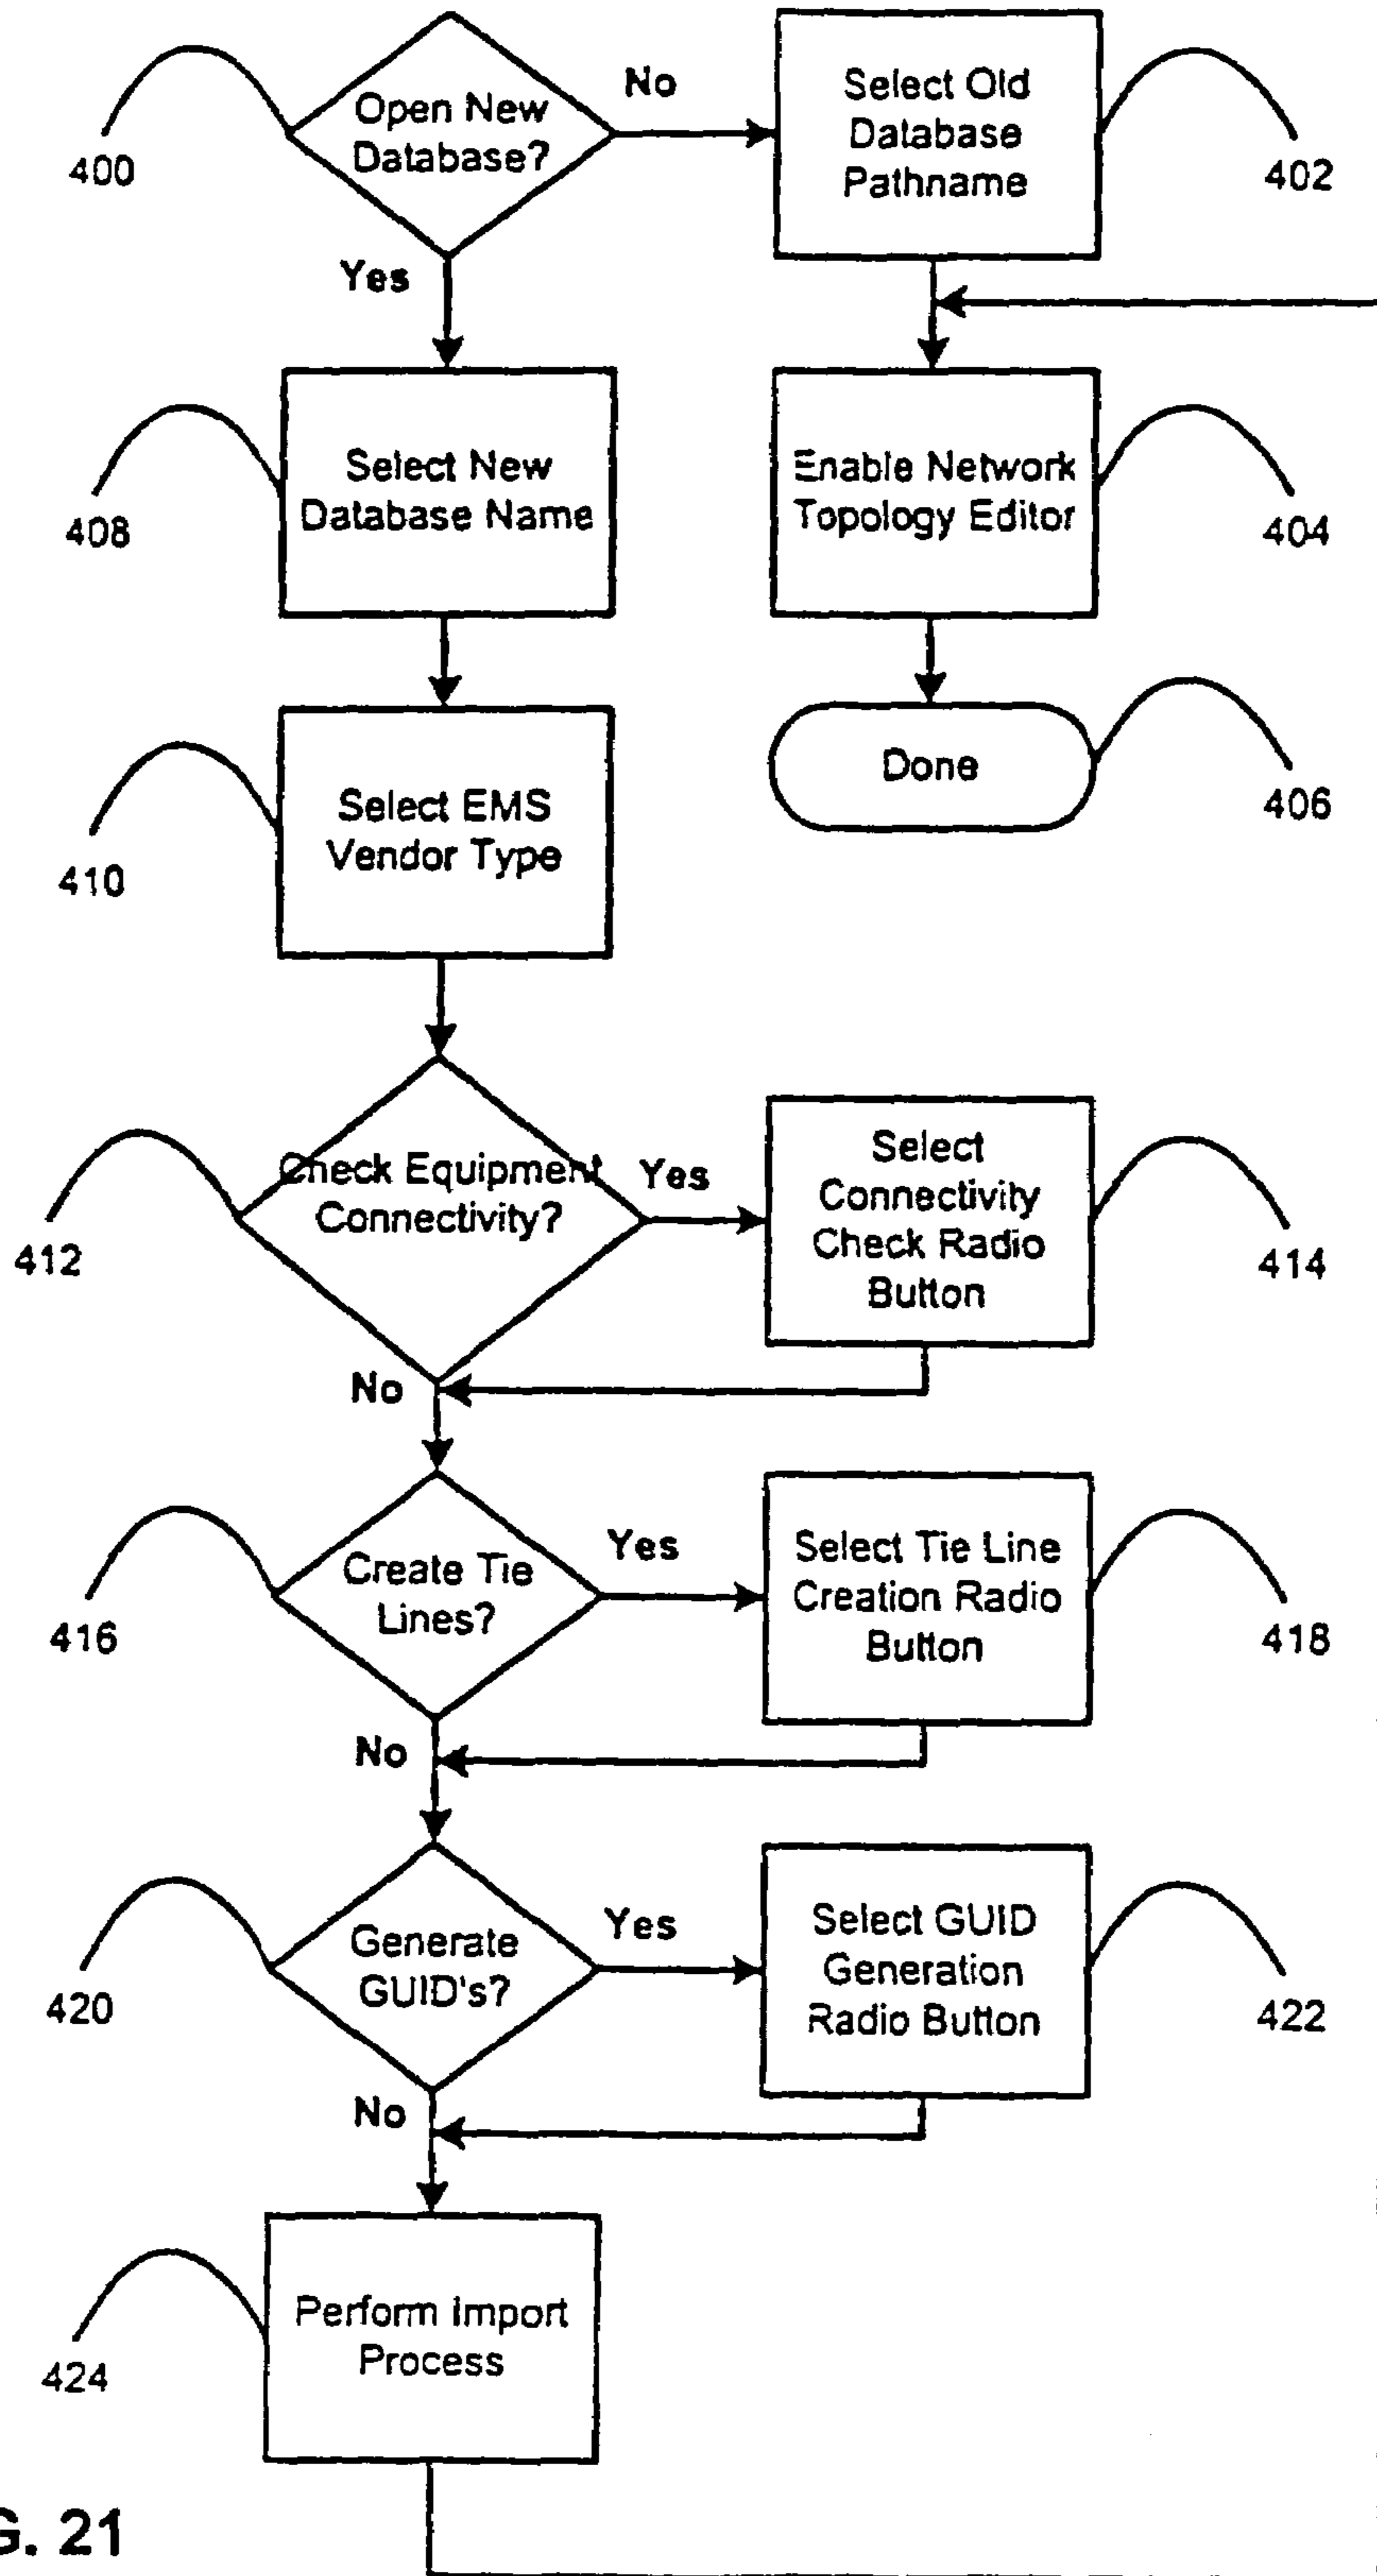 Open New
Database?
No
Yes
400
Select Old
Database
Pathname
402
Select New
Database Name
408
Enable Network
Topology Editor
404
Select EMS
Vendor Type
410
Done
406
Check Equipment
Connectivity?
Yes
No
412
Select
Connectivity
Check Radio
Button
414
Create Tie
Lines?
Yes
No
416
Select Tie Line
Creation Radio
Button
418
Generate
GUID's?
Yes
No
420
Select GUID
Generation
Radio Button
422
Perform Import
Process
424
G. 21